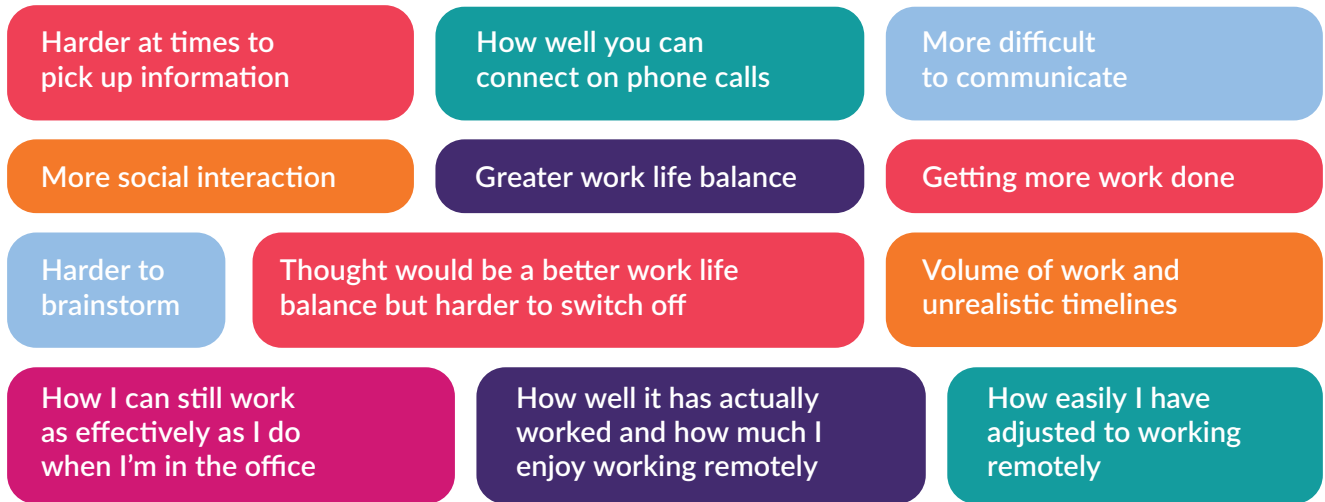 Harder at times to
pick up information
How well you can
connect on phone calls
More difficult
to communicate
More social interaction
Greater work life balance
Getting more work done
Harder to
brainstorm
Thought would be a better work life
balance but harder to switch off
Volume of work and
unrealistic timelines
How I can still work
as effectively as I do
when I’m in the office
How well it has actually
worked and how much I
enjoy working remotely
How easily I have
adjusted to working
remotely